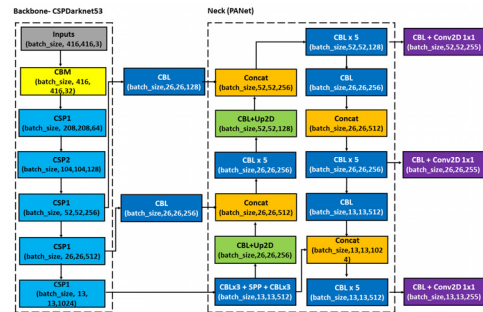 Backbone- CSPDarknet53
Neck (PANet)
Inputs
(batch_size, 416,416,3)
CBM
(batch_size, 416,
416,32)
CSP1
(batch_size, 208,208,64)
CSP2
(batch_size, 104,104,128)
CSP1
(batch_size, 52,52,256)
CSP1
(batch_size, 26,26,512)
CSP1
(batch_size, 13,
13,1024)
CBL
(batch_size,26,26,128)
CBL
(batch_size,26,26,256)
Concat
(batch_size,52,52,256)
CBL+Up2D
(batch_size,52,52,128)
CBL x 5
(batch_size,26,26,256)
Concat
(batch_size,26,26,512)
CBL+Up2D
(batch_size,26,26,256)
CBLx3 + SPP + CBLx3
(batch_size,13,13,512)
CBL x 5
(batch_size,52,52,128)
CBL
(batch_size,26,26,256)
Concat
(batch_size,26,26,512)
CBL x 5
(batch_size,26,26,256)
CBL
(batch_size,13,13,512)
Concat
(batch_size,13,13,102
4)
CBL x 5
(batch_size,13,13,512)
CBL + Conv2D 1x1
(batch_size,52,52,255)
CBL + Conv2D 1x1
(batch_size,26,26,255)
CBL + Conv2D 1x1
(batch_size,13,13,255)